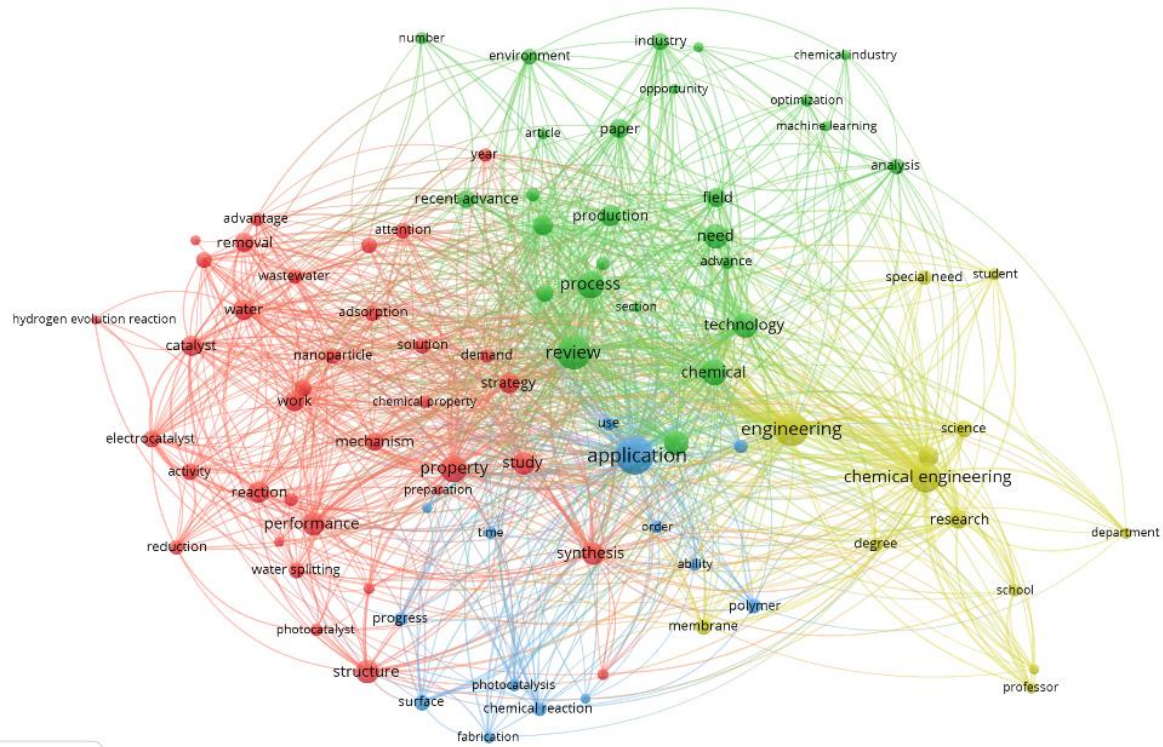 number
environment
industry
chemical industry
opportunity
optimization
article
paper
machine learning
year
analysis
recent advance
field
advantage
production
attention
removal
need
advance
wastewater
process
special need
student
water
adsorption
section
hydrogen evolution reaction
technology
catalyst
nanoparticle
solution
demand
review
chemical
strategy
work
chemical property
use
engineering
science
electrocatalyst
mechanism
application
activity
property
study
chemical engineering
reaction
preparation
performance
time
order
research
department
reduction
synthesis
degree
water splitting
ability
school
progress
polymer
photocatalyst
membrane
structure
photocatalysis
professor
surface
chemical reaction
fabrication